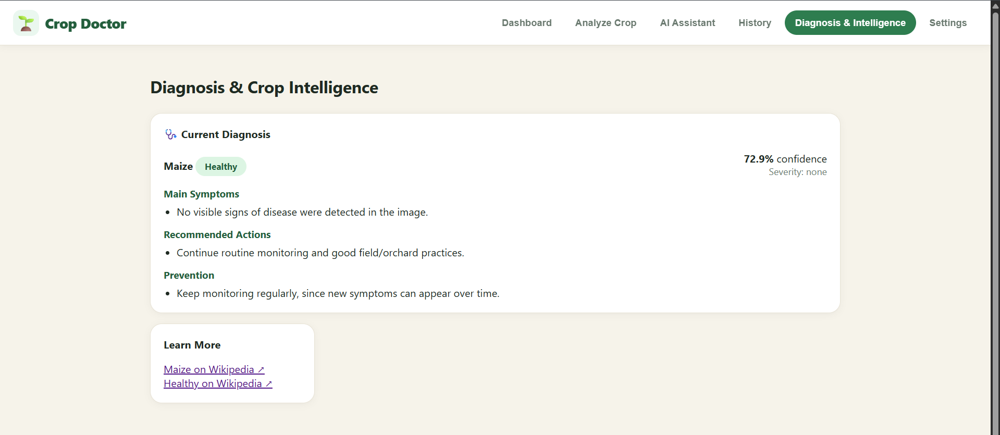 Crop Doctor
Dashboard
Analyze Crop
AI Assistant
History
Diagnosis & Intelligence
Settings
Diagnosis & Crop Intelligence
Current Diagnosis
Maize Healthy
72.9% confidence
Severity: none
Main Symptoms
• No visible signs of disease were detected in the image.
Recommended Actions
• Continue routine monitoring and good field/orchard practices.
Prevention
• Keep monitoring regularly, since new symptoms can appear over time.
Learn More
Maize on Wikipedia ↗
Healthy on Wikipedia ↗